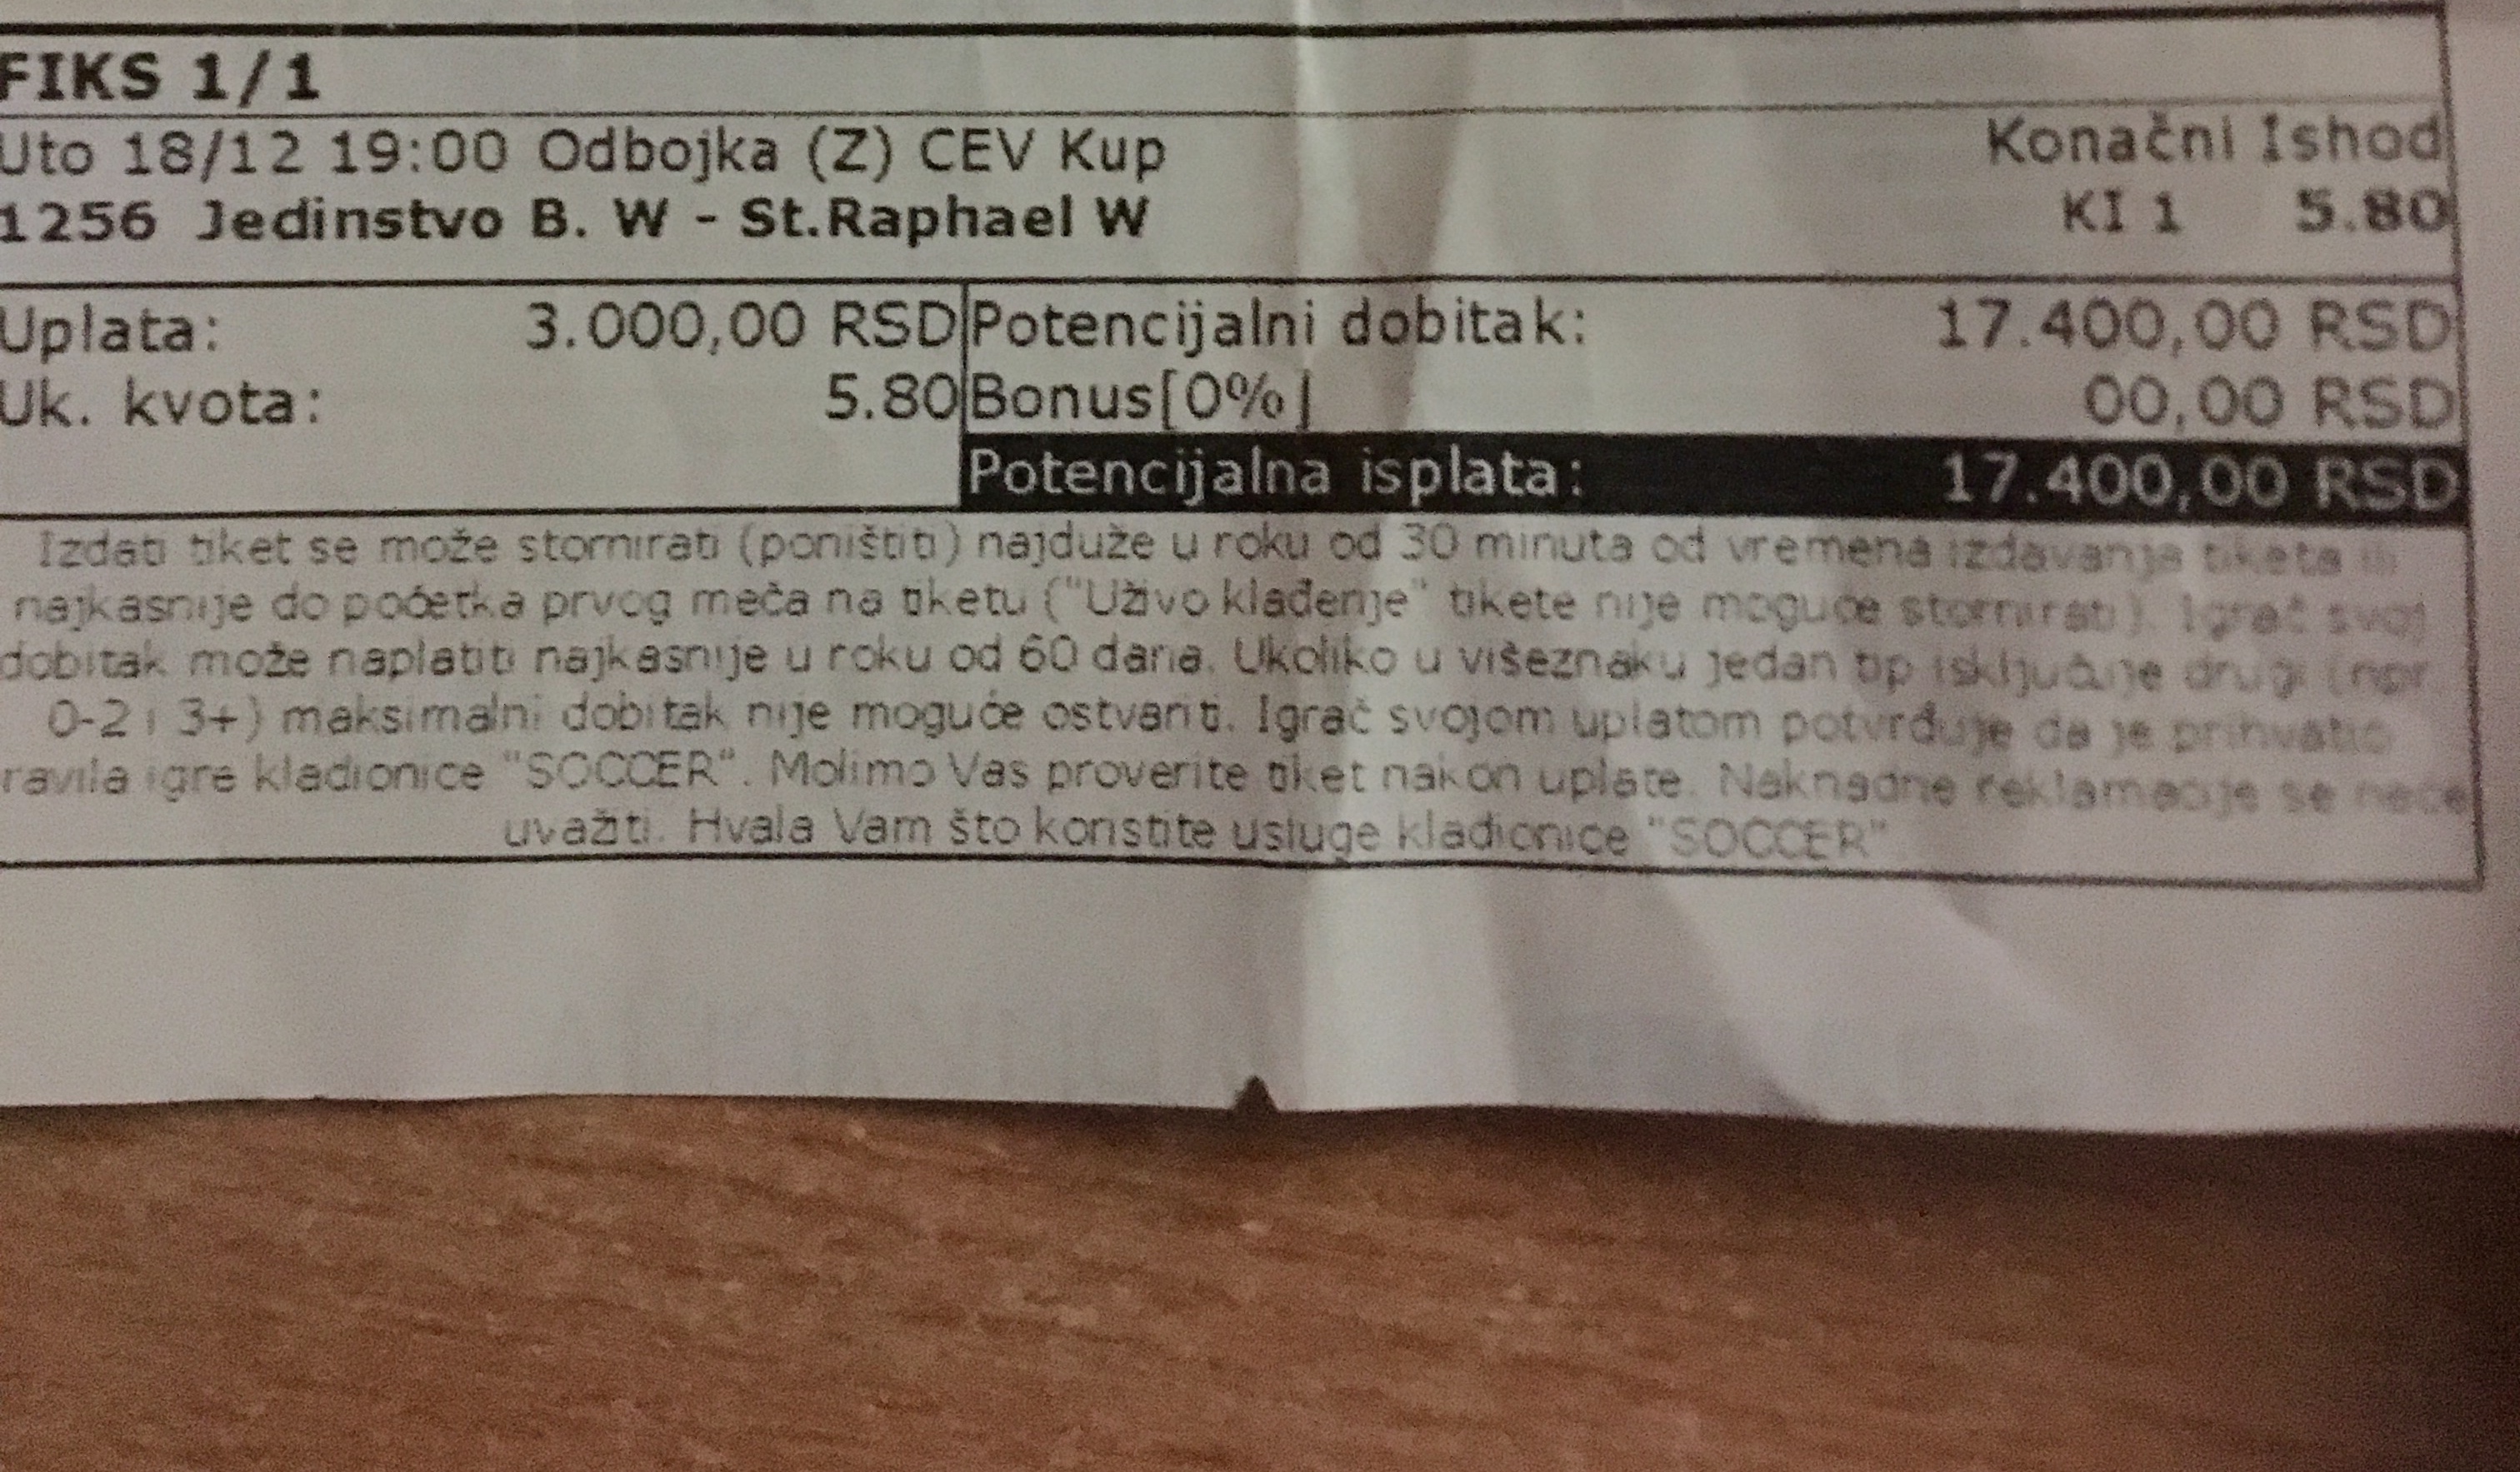 FIKS 1/1
Uto 18/12 19:00 Odbojka (Z) CEV Kup Konačni Ishod
1256 Jedinstvo B. W - St.Raphael W KI 1 5.80
Uplata: 3.000,00 RSD Potencijalni dobitak: 17.400,00 RSD
Uk. kvota: 5.80 Bonus[0%] 00,00 RSD
Potencijalna isplata: 17.400,00 RSD
Izdati tiket se može stornirati (poništiti) najduže u roku od 30 minuta od vremena izdavanja tiketa ili
najkasnije do početka prvog meča na tiketu ("Uživo klađenje" tikete nije moguće stornirati). Igrač svoj
dobitak može naplatiti najkasnije u roku od 60 dana. Ukoliko u višeznaku jedan tip isključuje drugi (npr
0-2 i 3+) maksimalni dobitak nije moguće ostvariti. Igrač svojom uplatom potvrđuje da je prihvatio
ravila igre kladionice "SOCCER". Molimo Vas proverite tiket nakon uplate. Naknadne reklamacije se neće
uvažiti. Hvala Vam što koristite usluge kladionice "SOCCER"